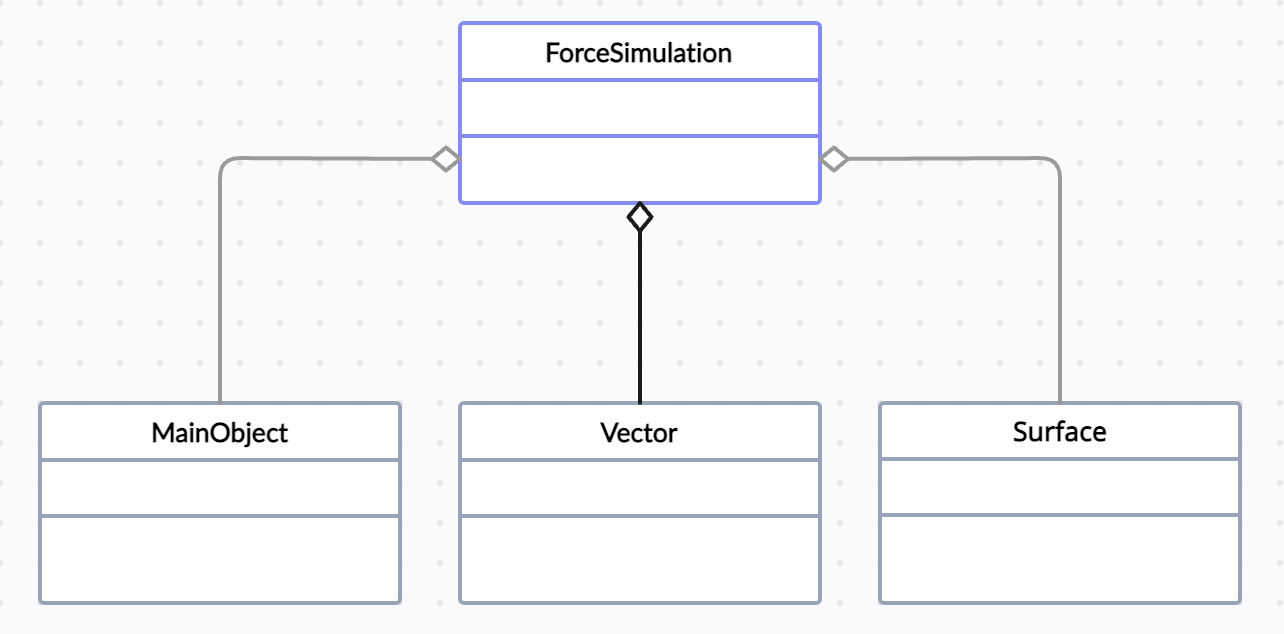 ForceSimulation
MainObject
Vector
Surface